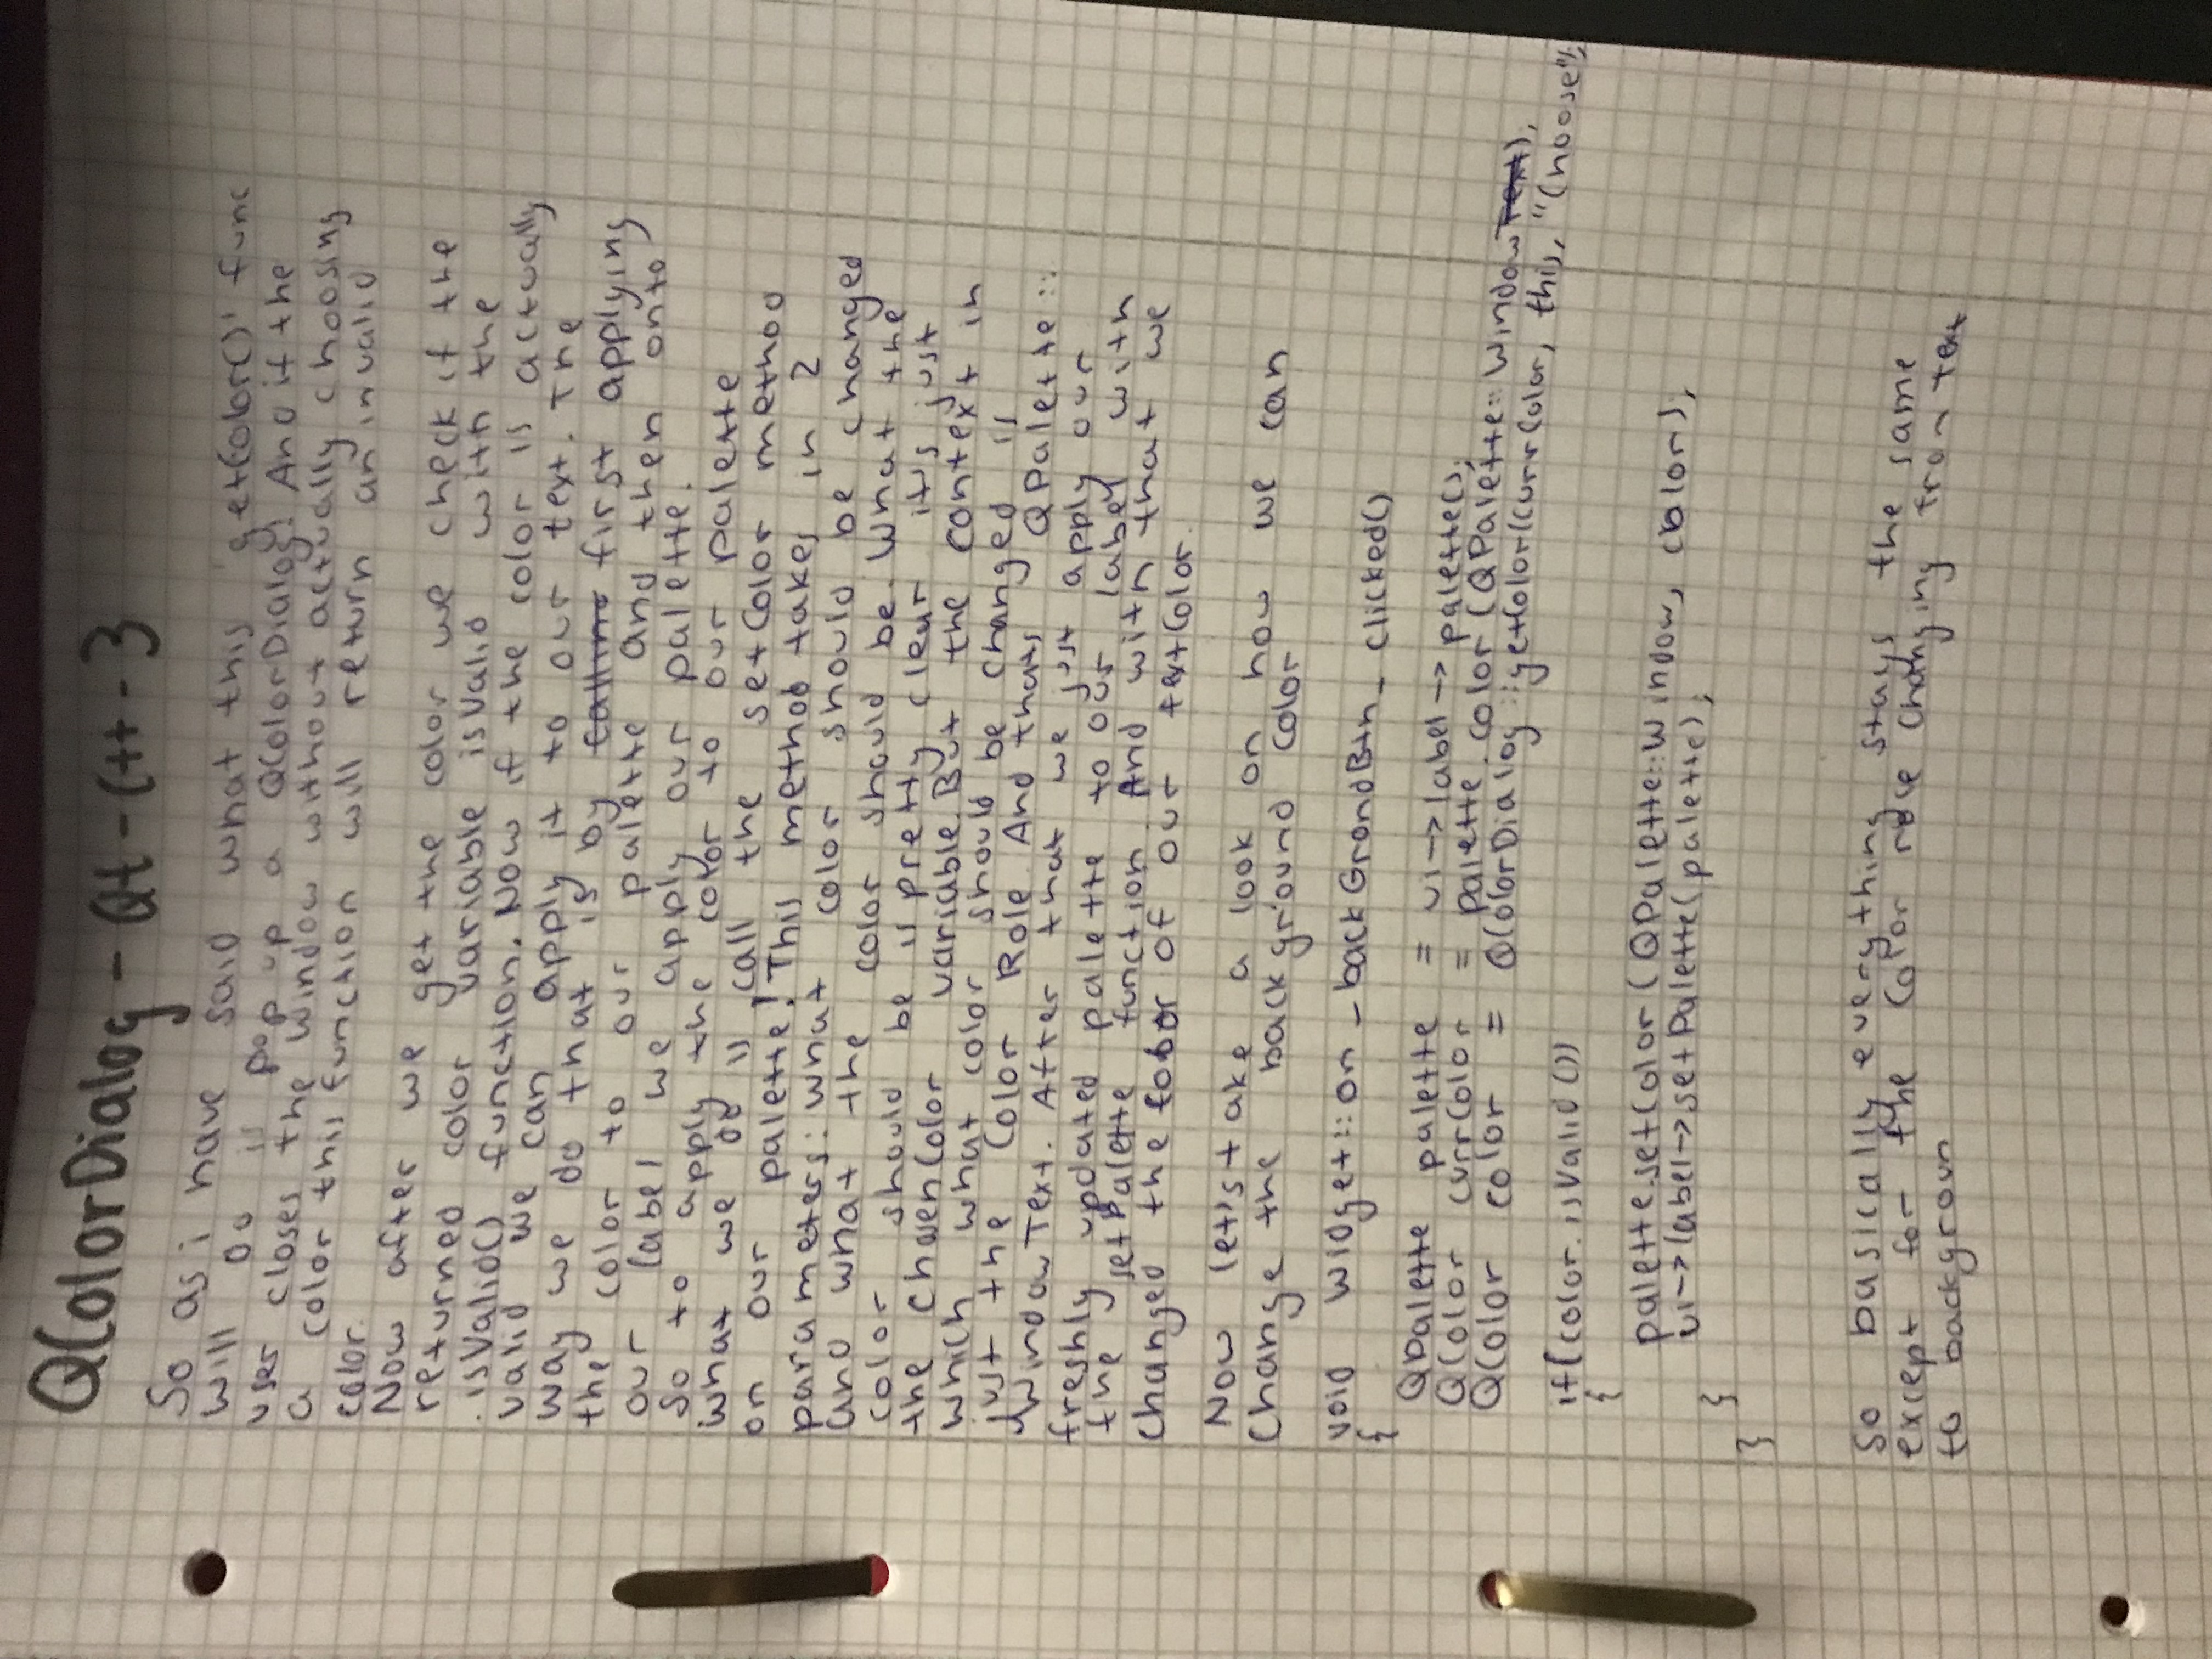 QColorDialog - Qt - C++ - 3
So as i have said what this 'getColor()' func
will do is pop up a QColorDialog! And if the
user closes the window without actually choosing
a color this function will return an invalid
color.
Now after we get the color we check if the
returned color variable isValid with the
.isValid() function. Now if the color is actually
valid we can apply it to our text. The
way we do that is by first applying
the color to our palette and then onto
our label we apply our palette.
So to apply the color to our palette
what we do is call the setColor method
on our palette! This method takes in 2
parameters: what color should be changed
and what the color should be. What the
color should be is pretty clear it's just
the chosenColor variable. But the context in
which what color should be changed is
just the Color Role. And thats QPalette::
WindowText. After that we just apply our
freshly updated palette to our label with
the setPalette function. And with that we
changed the color of our textColor.
Now let's take a look on how we can
change the background color
void Widget::on_backGrondBtn_clicked()
{
QPalette palette = ui->label->palette();
QColor currColor = palette.color(QPalette::Window);
QColor color = QColorDialog::getColor(currColor, this, "Choose");
if(color.isValid())
{
palette.setColor(QPalette::Window, color);
ui->label->setPalette(palette);
}
}
So basically everything stays the same
except for the Color role changing from text
to backgroun